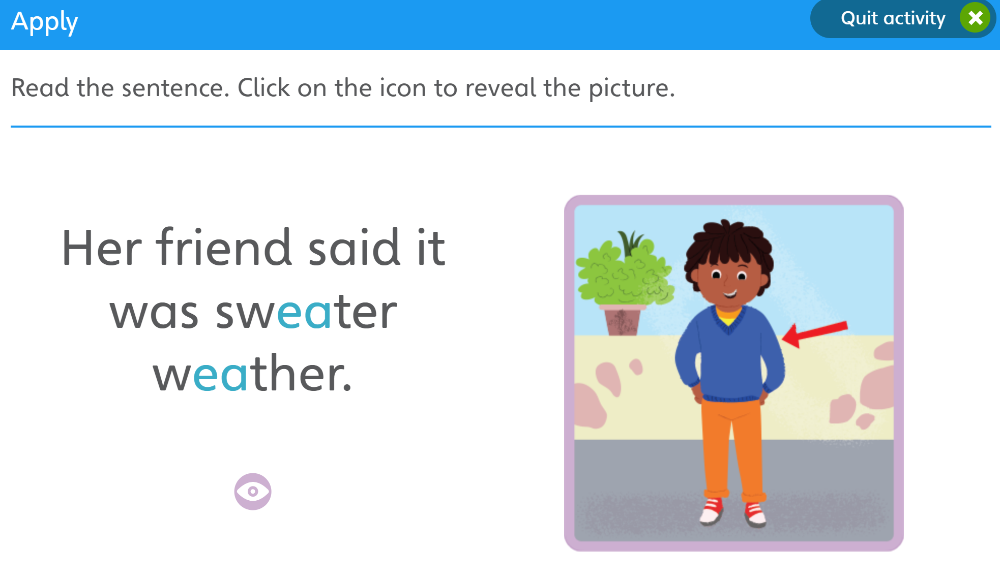 Apply
Quit activity
Read the sentence. Click on the icon to reveal the picture.
Her friend said it
was sweater
weather.